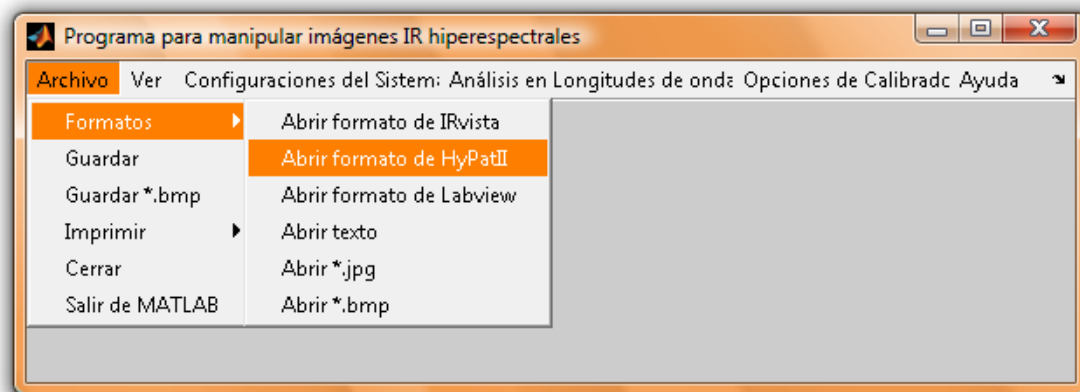 Programa para manipular imágenes IR hiperespectrales
Archivo Ver Configuraciones del Sistema Análisis en Longitudes de onda Opciones de Calibradc Ayuda
Formatos
Guardar
Guardar *.bmp
Imprimir
Cerrar
Salir de MATLAB
Abrir formato de IRvista
Abrir formato de HyPatII
Abrir formato de Labview
Abrir texto
Abrir *.jpg
Abrir *.bmp